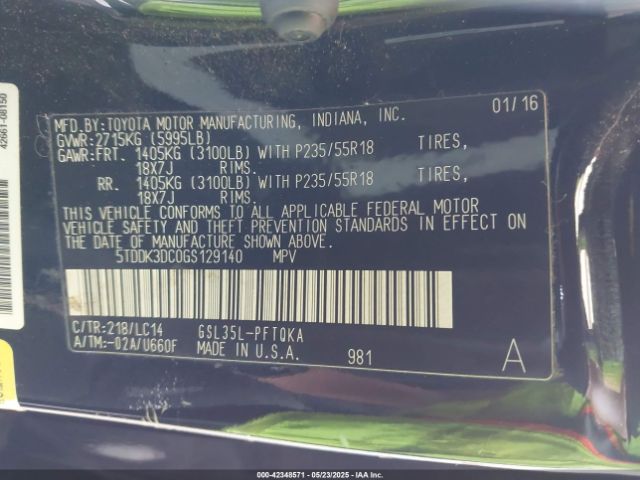 MFD.BY:TOYOTA MOTOR MANUFACTURING, INDIANA, INC. 01/16
GVWR:2715KG (5995LB)
GAWR:FRT. 1405KG (3100LB) WITH P235/55R18 TIRES,
18X7J RIMS.
RR. 1405KG (3100LB) WITH P235/55R18 TIRES,
18X7J RIMS.
THIS VEHICLE CONFORMS TO ALL APPLICABLE FEDERAL MOTOR
VEHICLE SAFETY AND THEFT PREVENTION STANDARDS IN EFFECT ON
THE DATE OF MANUFACTURE SHOWN ABOVE.
5TDDK3DC0GS129140 MPV
C/TR:218/LC14 GSL35L-PFTQKA
A/TM:-02A/U660F MADE IN U.S.A. 981 A
42661-08150
000-42348571 — 05/23/2025 - IAA Inc.